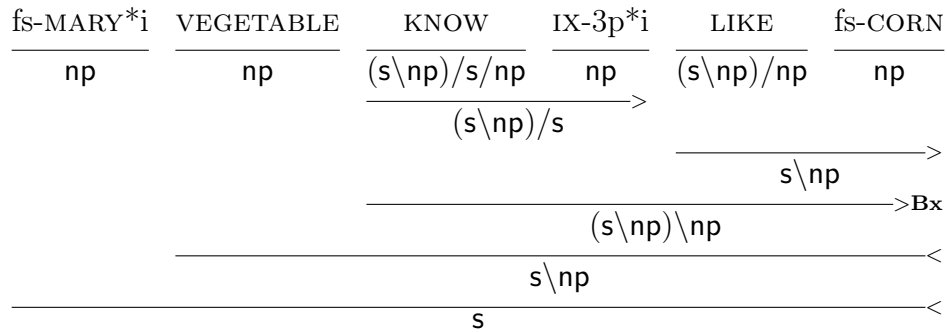 fs-MARY*i VEGETABLE KNOW IX-3p*i LIKE fs-CORN
np np (s\np)/s/np np (s\np)/np np
>
(s\np)/s
>
s\np
>Bx
(s\np)\np
<
s\np
<
s